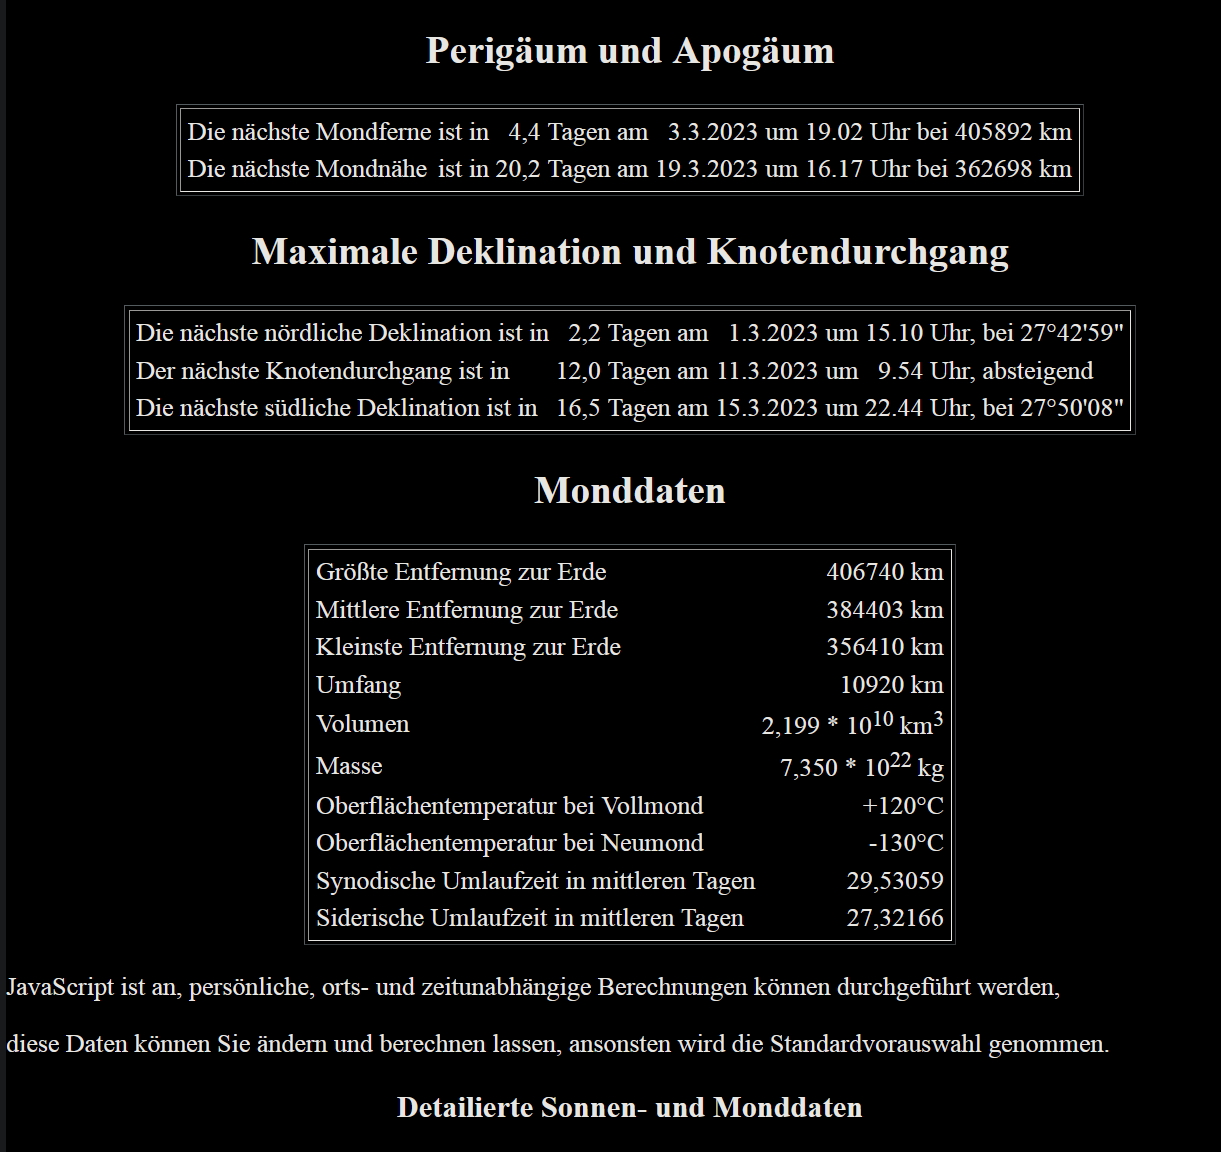 Perigäum und Apogäum
Die nächste Mondferne ist in 4,4 Tagen am 3.3.2023 um 19.02 Uhr bei 405892 km
Die nächste Mondnähe ist in 20,2 Tagen am 19.3.2023 um 16.17 Uhr bei 362698 km
Maximale Deklination und Knotendurchgang
Die nächste nördliche Deklination ist in 2,2 Tagen am 1.3.2023 um 15.10 Uhr, bei 27°42'59"
Der nächste Knotendurchgang ist in 12,0 Tagen am 11.3.2023 um 9.54 Uhr, absteigend
Die nächste südliche Deklination ist in 16,5 Tagen am 15.3.2023 um 22.44 Uhr, bei 27°50'08"
Monddaten
Größte Entfernung zur Erde 406740 km
Mittlere Entfernung zur Erde 384403 km
Kleinste Entfernung zur Erde 356410 km
Umfang 10920 km
Volumen 2,199 * 10¹⁰ km³
Masse 7,350 * 10²² kg
Oberflächentemperatur bei Vollmond +120°C
Oberflächentemperatur bei Neumond -130°C
Synodische Umlaufzeit in mittleren Tagen 29,53059
Siderische Umlaufzeit in mittleren Tagen 27,32166
JavaScript ist an, persönliche, orts- und zeitunabhängige Berechnungen können durchgeführt werden,
diese Daten können Sie ändern und berechnen lassen, ansonsten wird die Standardvorauswahl genommen.
Detailierte Sonnen- und Monddaten